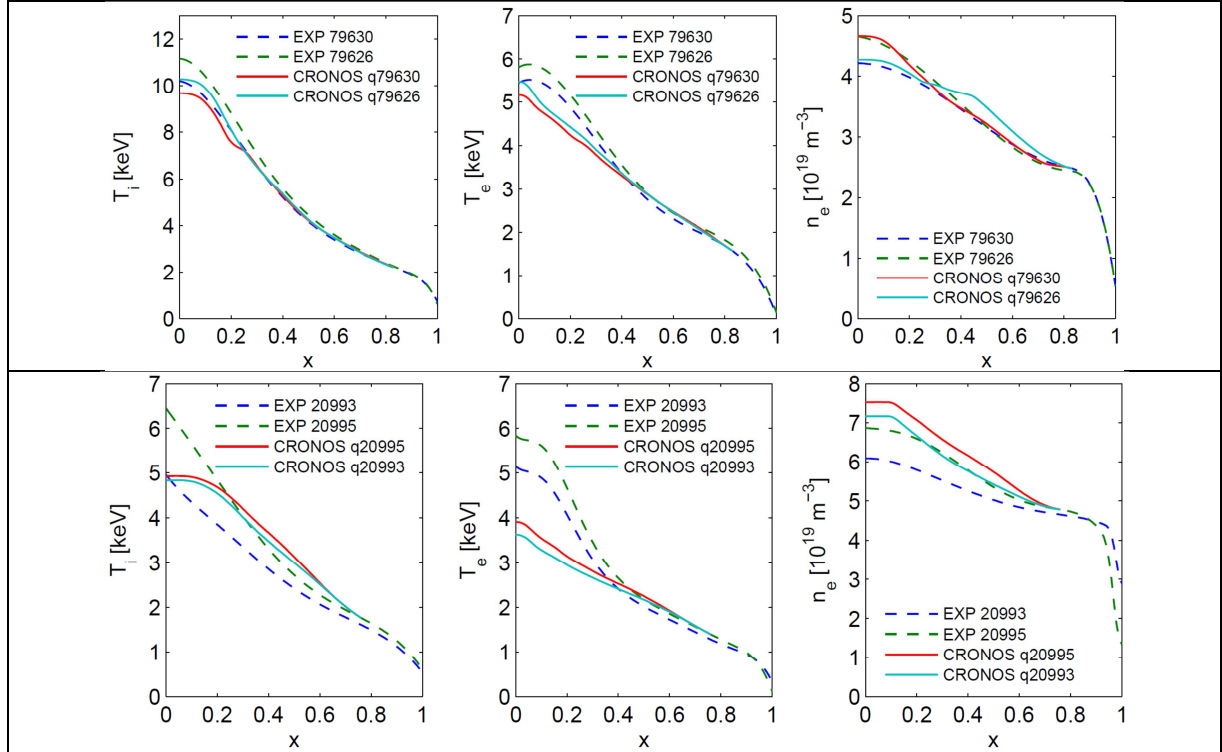 T_i [keV]
12
10
8
6
4
2
0
EXP 79630
EXP 79626
CRONOS q79630
CRONOS q79626
0 0.2 0.4 0.6 0.8 1
x
T_e [keV]
7
6
5
4
3
2
1
0
EXP 79630
EXP 79626
CRONOS q79630
CRONOS q79626
0 0.2 0.4 0.6 0.8 1
x
n_e [10^19 m^−3]
5
4
3
2
1
0
EXP 79630
EXP 79626
CRONOS q79630
CRONOS q79626
0 0.2 0.4 0.6 0.8 1
x
T_i [keV]
7
6
5
4
3
2
1
0
EXP 20993
EXP 20995
CRONOS q20995
CRONOS q20993
0 0.2 0.4 0.6 0.8 1
x
T_e [keV]
7
6
5
4
3
2
1
0
EXP 20993
EXP 20995
CRONOS q20995
CRONOS q20993
0 0.2 0.4 0.6 0.8 1
x
n_e [10^19 m^−3]
8
7
6
5
4
3
2
1
0
EXP 20993
EXP 20995
CRONOS q20995
CRONOS q20993
0 0.2 0.4 0.6 0.8 1
x